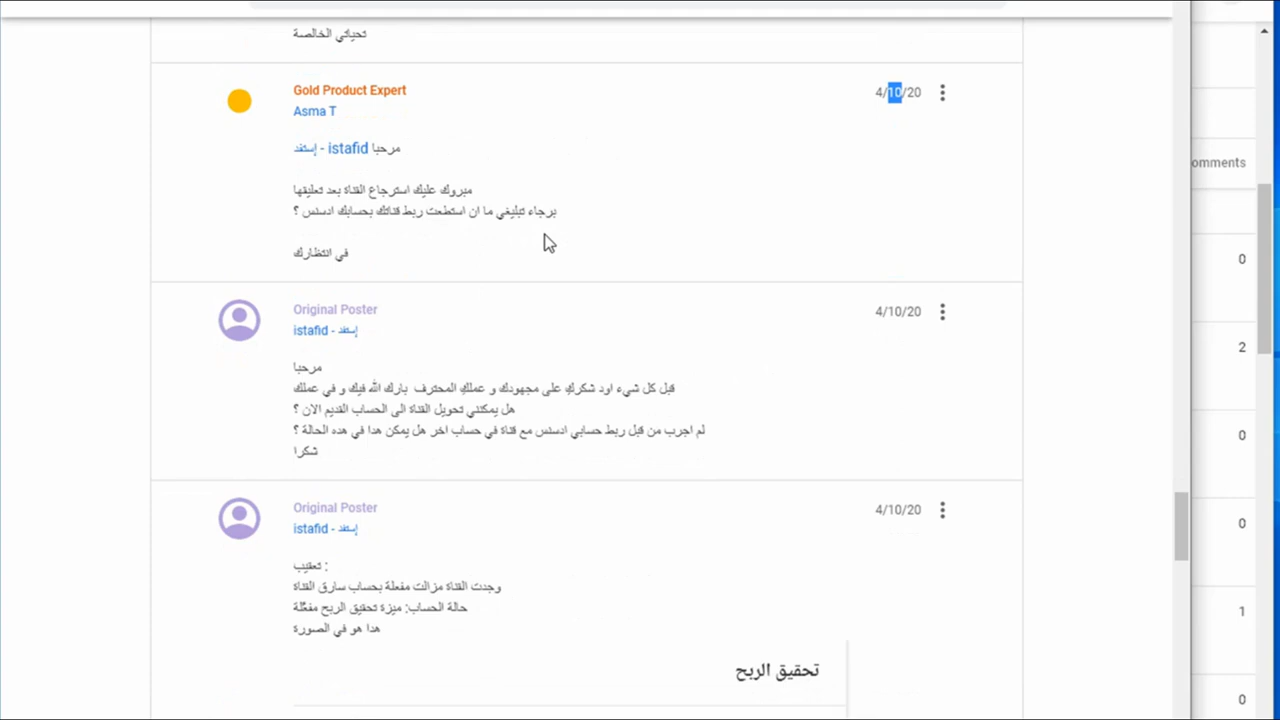 تحياتي الخالصة
Gold Product Expert
4/10/20
Asma T
مرحبا istafid - إستفد
مبروك عليك استرجاع القناة بعد تعليقها
برجاء تبليغي ما ان استطعت ربط قناتك بحسابك ادسنس ؟
في انتظارك
Original Poster
4/10/20
istafid - إستفد
مرحبا
قبل كل شيء اود شكركِ على مجهودك و عملكِ المحترف بارك الله فيك و في عملك
هل يمكنني تحويل القناة الى الحساب القديم الان ؟
لم اجرب من قبل ربط حسابي ادسنس مع قناة في حساب اخر هل يمكن هدا في هده الحالة ؟
شكرا
Original Poster
4/10/20
istafid - إستفد
تعقيب :
وجدت القناة مزالت مفعلة بحساب سارق القناة
حالة الحساب: ميزة تحقيق الربح مفعَّلة
هدا هو في الصورة
تحقيق الربح
omments
0
2
0
0
1
0